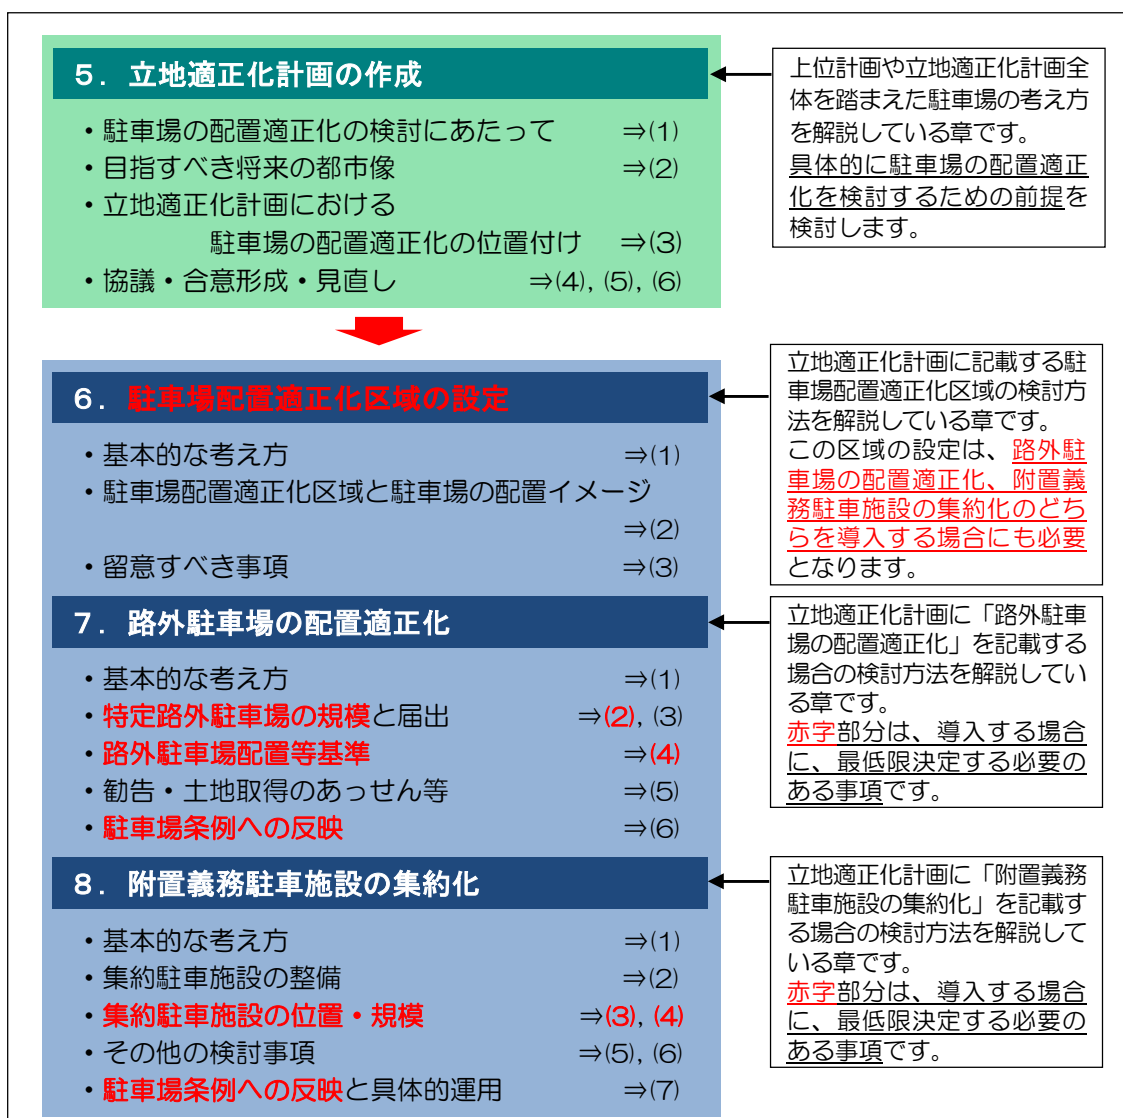 5．立地適正化計画の作成
・駐車場の配置適正化の検討にあたって ⇒(1)
・目指すべき将来の都市像 ⇒(2)
・立地適正化計画における
駐車場の配置適正化の位置付け ⇒(3)
・協議・合意形成・見直し ⇒(4), (5), (6)
上位計画や立地適正化計画全
体を踏まえた駐車場の考え方
を解説している章です。
具体的に駐車場の配置適正
化を検討するための前提を
検討します。
6．駐車場配置適正化区域の設定
・基本的な考え方 ⇒(1)
・駐車場配置適正化区域と駐車場の配置イメージ
⇒(2)
・留意すべき事項 ⇒(3)
立地適正化計画に記載する駐
車場配置適正化区域の検討方
法を解説している章です。
この区域の設定は、路外駐
車場の配置適正化、附置義
務駐車施設の集約化のどち
らを導入する場合にも必要
となります。
7．路外駐車場の配置適正化
・基本的な考え方 ⇒(1)
・特定路外駐車場の規模と届出 ⇒(2), (3)
・路外駐車場配置等基準 ⇒(4)
・勧告・土地取得のあっせん等 ⇒(5)
・駐車場条例への反映 ⇒(6)
立地適正化計画に「路外駐車
場の配置適正化」を記載する
場合の検討方法を解説してい
る章です。
赤字部分は、導入する場合
に、最低限決定する必要の
ある事項です。
8．附置義務駐車施設の集約化
・基本的な考え方 ⇒(1)
・集約駐車施設の整備 ⇒(2)
・集約駐車施設の位置・規模 ⇒(3), (4)
・その他の検討事項 ⇒(5), (6)
・駐車場条例への反映と具体的運用 ⇒(7)
立地適正化計画に「附置義務
駐車施設の集約化」を記載す
る場合の検討方法を解説して
いる章です。
赤字部分は、導入する場合
に、最低限決定する必要の
ある事項です。